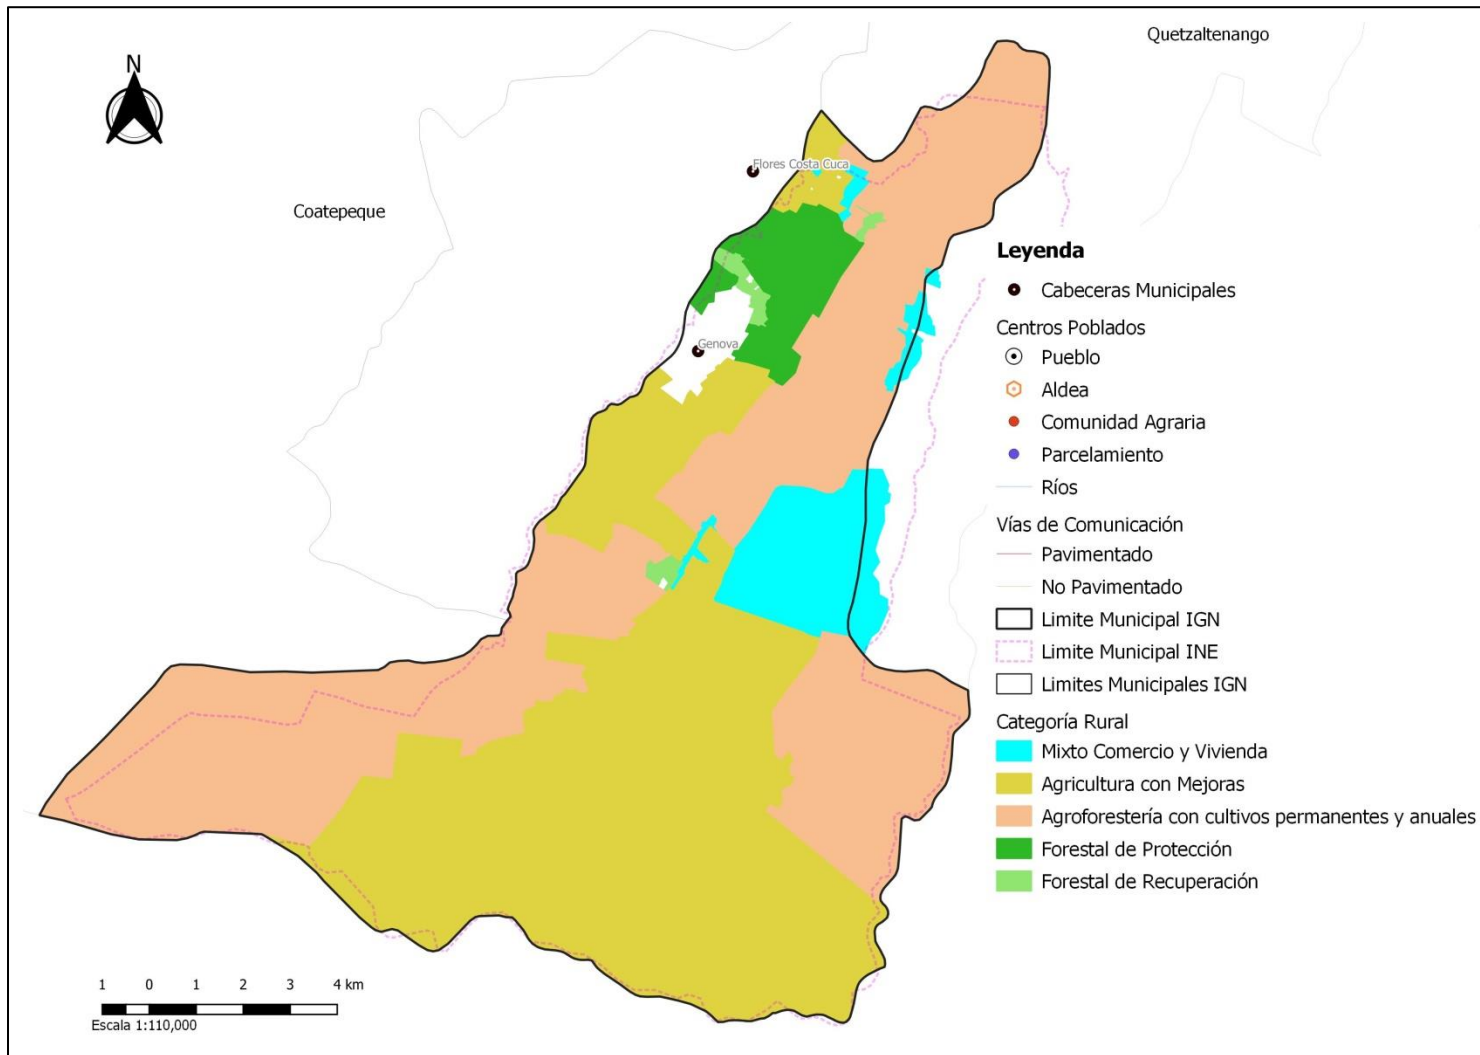 Quetzaltenango
N
Flores Costa Cuca
Coatepeque
Genova
Leyenda
Cabeceras Municipales
Centros Poblados
Pueblo
Aldea
Comunidad Agraria
Parcelamiento
Ríos
Vías de Comunicación
Pavimentado
No Pavimentado
Limite Municipal IGN
Limite Municipal INE
Limites Municipales IGN
Categoría Rural
Mixto Comercio y Vivienda
Agricultura con Mejoras
Agroforestería con cultivos permanentes y anuales
Forestal de Protección
Forestal de Recuperación
1 0 1 2 3 4 km
Escala 1:110,000